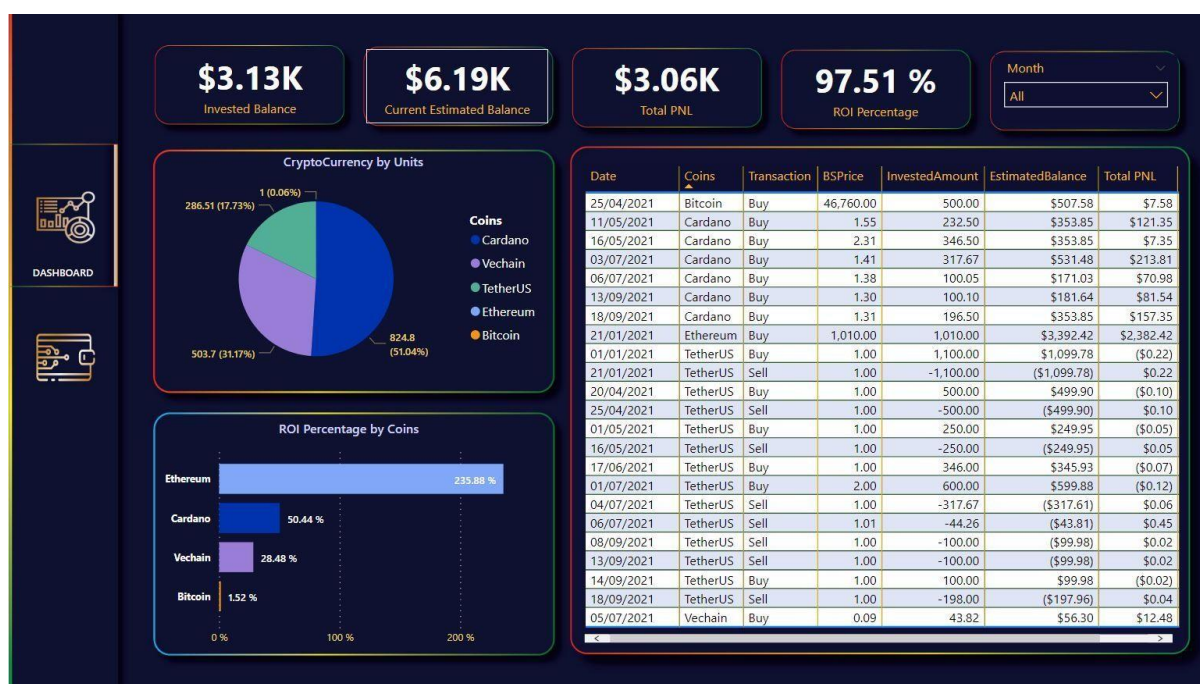 $3.13K
Invested Balance
$6.19K
Current Estimated Balance
$3.06K
Total PNL
97.51 %
ROI Percentage
Month
All
DASHBOARD
CryptoCurrency by Units
1 (0.06%)
286.51 (17.73%)
503.7 (31.17%)
824.8
(51.04%)
Coins
Cardano
Vechain
TetherUS
Ethereum
Bitcoin
ROI Percentage by Coins
Ethereum 235.88 %
Cardano 50.44 %
Vechain 28.48 %
Bitcoin 1.52 %
0 % 100 % 200 %
Date Coins Transaction BSPrice InvestedAmount EstimatedBalance Total PNL
25/04/2021 Bitcoin Buy 46,760.00 500.00 $507.58 $7.58
11/05/2021 Cardano Buy 1.55 232.50 $353.85 $121.35
16/05/2021 Cardano Buy 2.31 346.50 $353.85 $7.35
03/07/2021 Cardano Buy 1.41 317.67 $531.48 $213.81
06/07/2021 Cardano Buy 1.38 100.05 $171.03 $70.98
13/09/2021 Cardano Buy 1.30 100.10 $181.64 $81.54
18/09/2021 Cardano Buy 1.31 196.50 $353.85 $157.35
21/01/2021 Ethereum Buy 1,010.00 1,010.00 $3,392.42 $2,382.42
01/01/2021 TetherUS Buy 1.00 1,100.00 $1,099.78 ($0.22)
21/01/2021 TetherUS Sell 1.00 -1,100.00 ($1,099.78) $0.22
20/04/2021 TetherUS Buy 1.00 500.00 $499.90 ($0.10)
25/04/2021 TetherUS Sell 1.00 -500.00 ($499.90) $0.10
01/05/2021 TetherUS Buy 1.00 250.00 $249.95 ($0.05)
16/05/2021 TetherUS Sell 1.00 -250.00 ($249.95) $0.05
17/06/2021 TetherUS Buy 1.00 346.00 $345.93 ($0.07)
01/07/2021 TetherUS Buy 2.00 600.00 $599.88 ($0.12)
04/07/2021 TetherUS Sell 1.00 -317.67 ($317.61) $0.06
06/07/2021 TetherUS Sell 1.01 -44.26 ($43.81) $0.45
08/09/2021 TetherUS Sell 1.00 -100.00 ($99.98) $0.02
13/09/2021 TetherUS Sell 1.00 -100.00 ($99.98) $0.02
14/09/2021 TetherUS Buy 1.00 100.00 $99.98 ($0.02)
18/09/2021 TetherUS Sell 1.00 -198.00 ($197.96) $0.04
05/07/2021 Vechain Buy 0.09 43.82 $56.30 $12.48